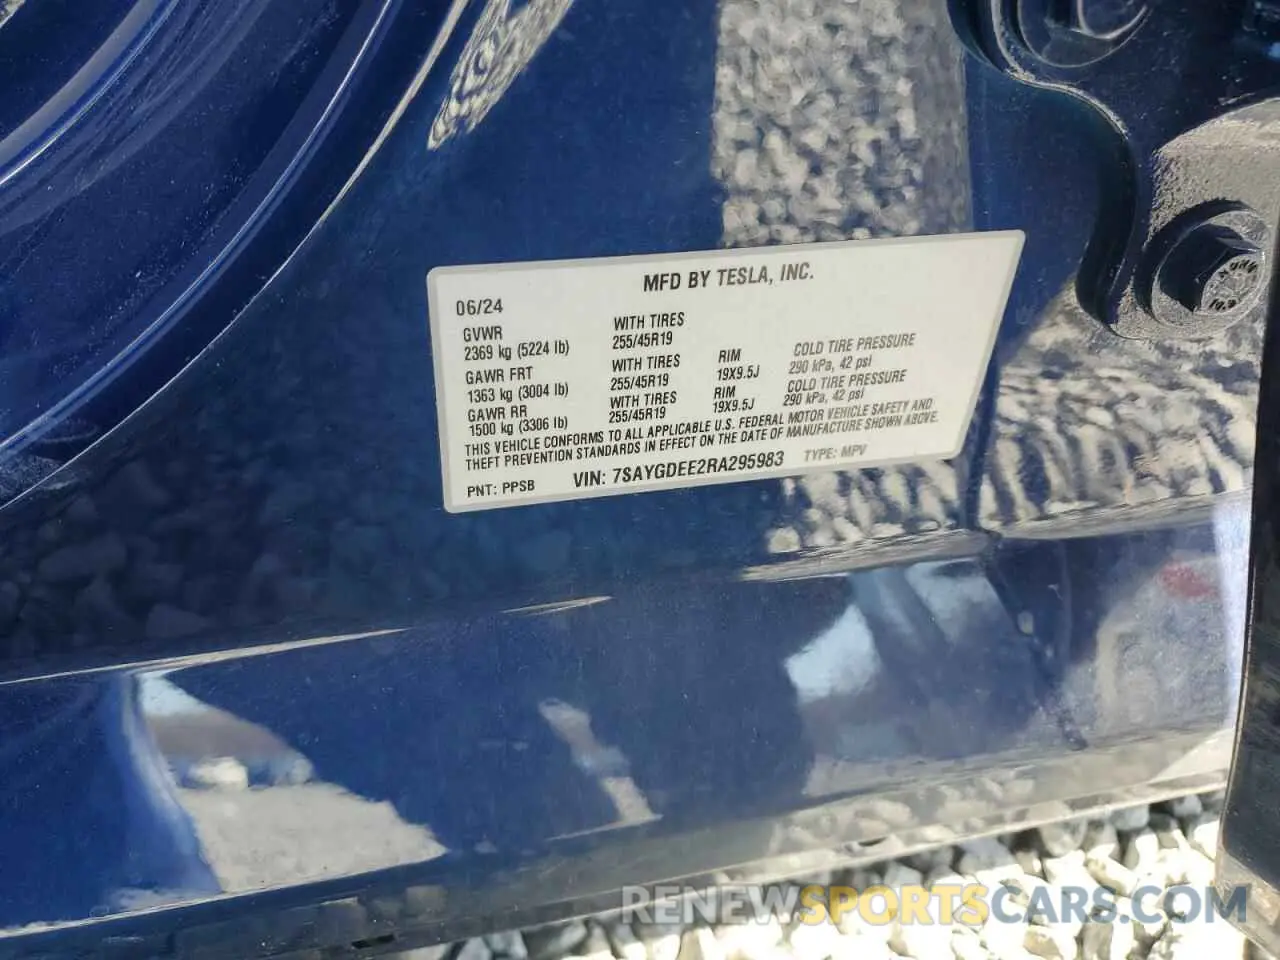 MFD BY TESLA, INC.
06/24
GVWR WITH TIRES
2369 kg (5224 lb) 255/45R19
GAWR FRT WITH TIRES RIM COLD TIRE PRESSURE
1363 kg (3004 lb) 255/45R19 19X9.5J 290 kPa, 42 psi
GAWR RR WITH TIRES RIM COLD TIRE PRESSURE
1500 kg (3306 lb) 255/45R19 19X9.5J 290 kPa, 42 psi
THIS VEHICLE CONFORMS TO ALL APPLICABLE U.S. FEDERAL MOTOR VEHICLE SAFETY AND
THEFT PREVENTION STANDARDS IN EFFECT ON THE DATE OF MANUFACTURE SHOWN ABOVE.
PNT: PPSB VIN: 7SAYGDEE2RA295983 TYPE: MPV
RENEWSPORTSCARS.COM